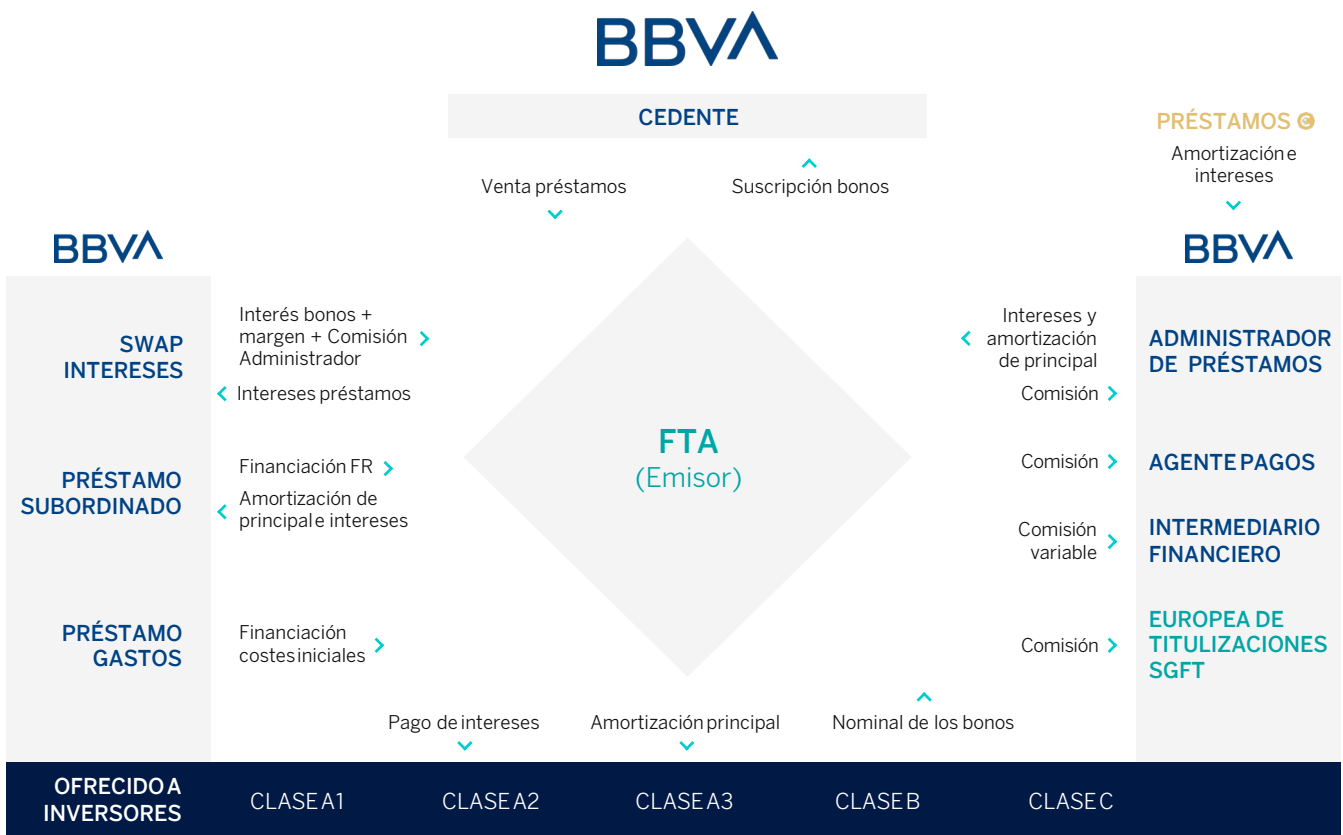 BBVA
CEDENTE
PRÉSTAMOS
Amortización e
intereses
Venta préstamos
Suscripción bonos
BBVA
BBVA
SWAP
INTERESES
Interés bonos +
margen + Comisión
Administrador
Intereses préstamos
Intereses y
amortización
de principal
Comisión
ADMINISTRADOR
DE PRÉSTAMOS
FTA
(Emisor)
PRÉSTAMO
SUBORDINADO
Financiación FR
Amortización de
principal e intereses
Comisión
AGENTE PAGOS
Comisión
variable
INTERMEDIARIO
FINANCIERO
PRÉSTAMO
GASTOS
Financiación
costes iniciales
Comisión
EUROPEA DE
TITULIZACIONES
SGFT
Pago de intereses
Amortización principal
Nominal de los bonos
OFRECIDO A
INVERSORES
CLASE A1
CLASE A2
CLASE A3
CLASE B
CLASE C